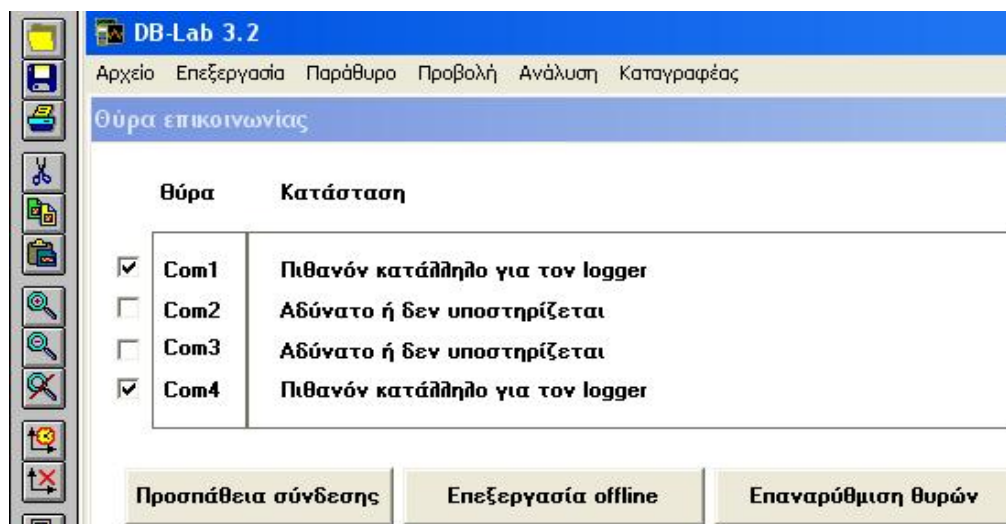 DB-Lab 3.2
Αρχείο Επεξεργασία Παράθυρο Προβολή Ανάλυση Καταγραφέας
Θύρα επικοινωνίας
Θύρα Κατάσταση
Com1 Πιθανόν κατάλληλο για τον logger
Com2 Αδύνατο ή δεν υποστηρίζεται
Com3 Αδύνατο ή δεν υποστηρίζεται
Com4 Πιθανόν κατάλληλο για τον logger
Προσπάθεια σύνδεσης Επεξεργασία offline Επαναρύθμιση θυρών